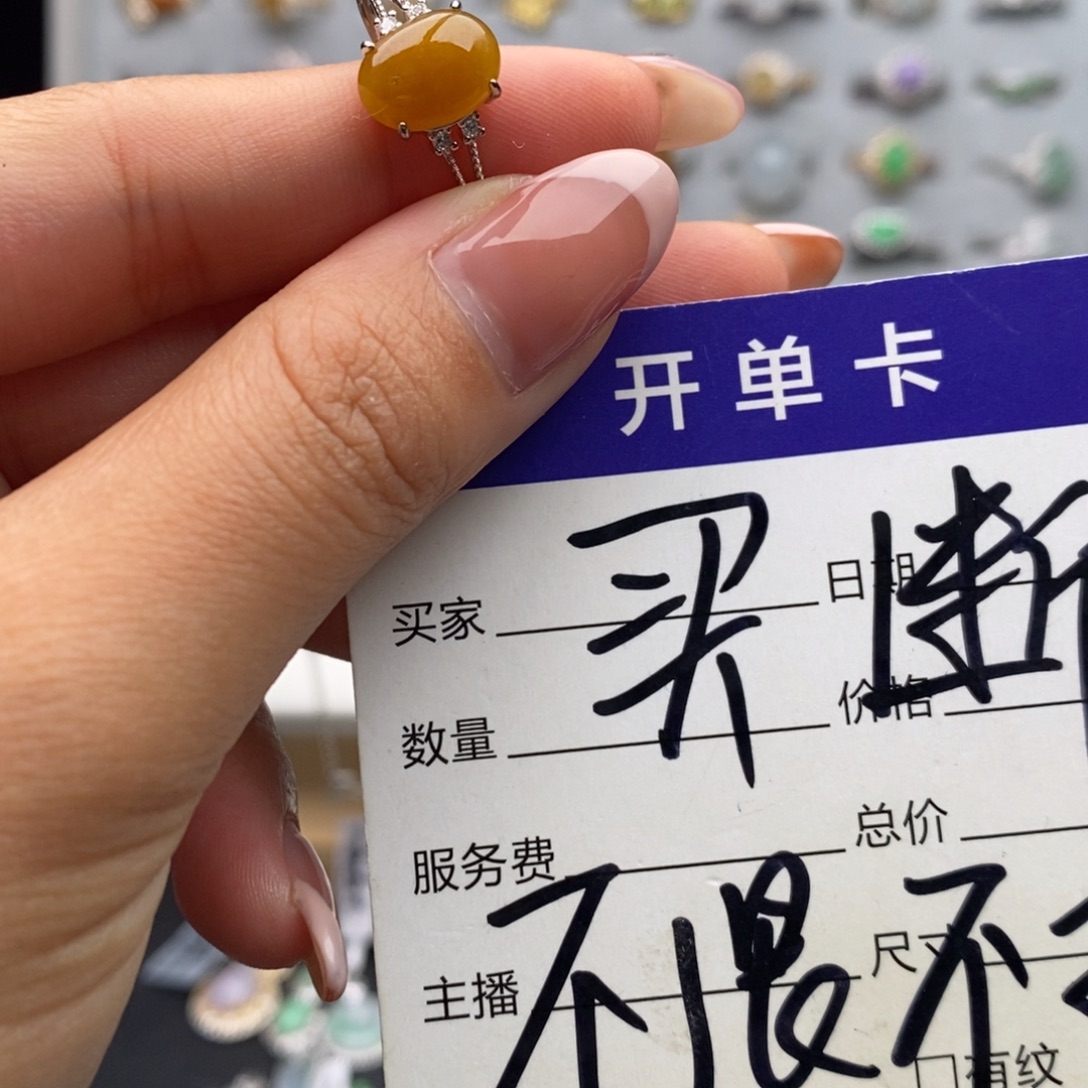 开单卡
买断
买家 日期
数量 价格
服务费 总价
不退不
主播 尺寸
口有纹